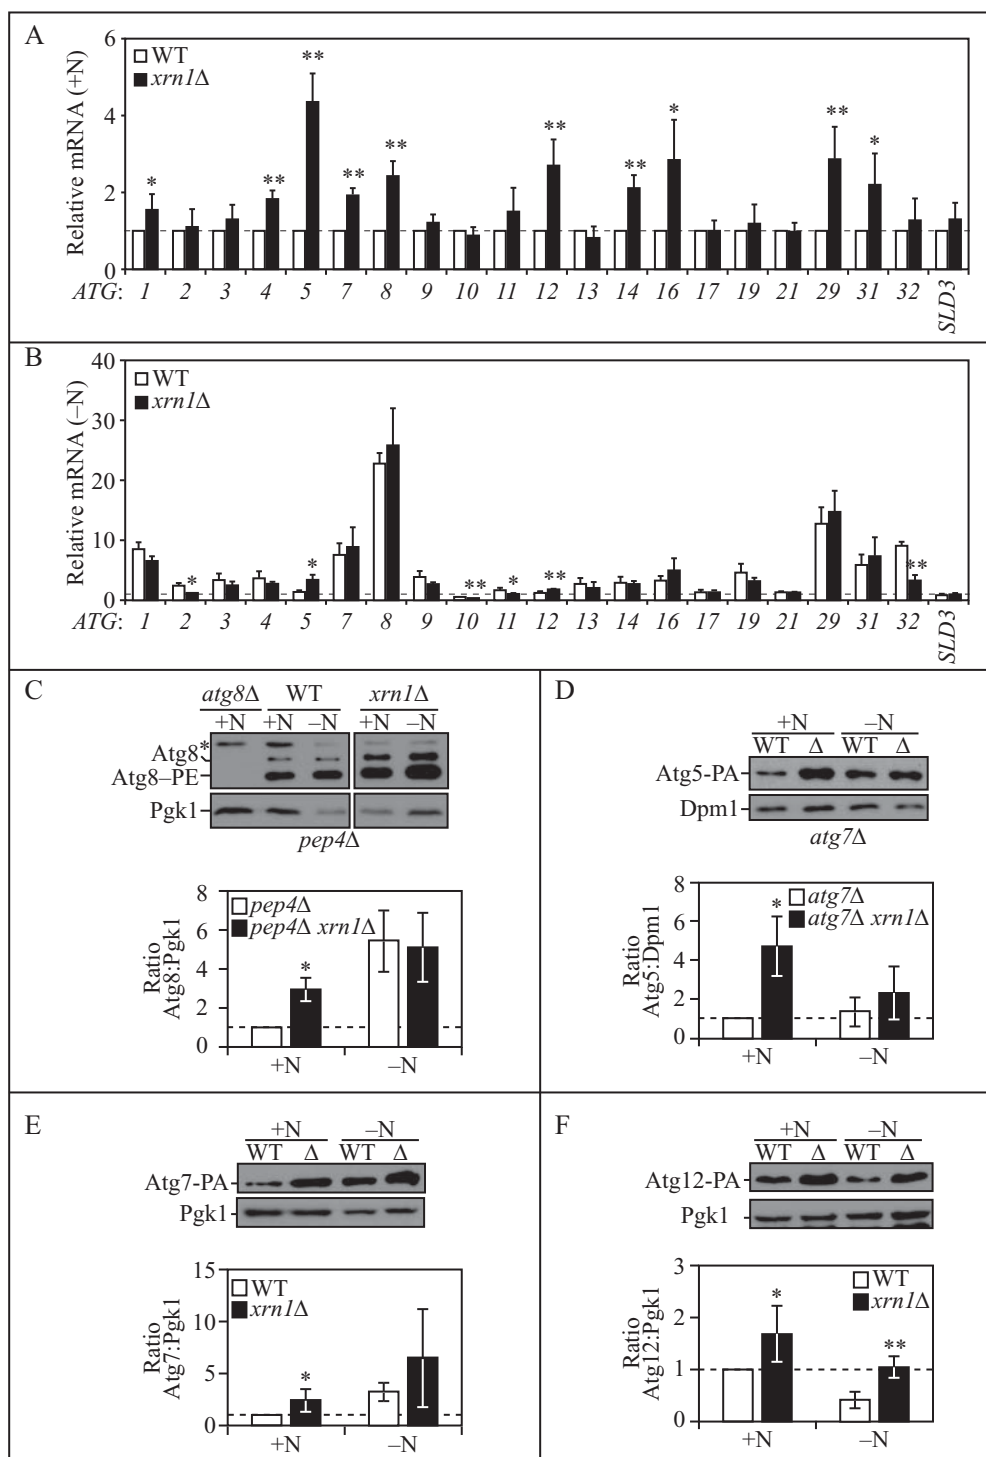 A
Relative mRNA (+N)
6
4
2
0
WT
xrn1Δ
*
**
**
**
**
**
**
*
**
*
ATG: 1 2 3 4 5 7 8 9 10 11 12 13 14 16 17 19 21 29 31 32 SLD3
B
Relative mRNA (–N)
40
30
20
10
0
WT
xrn1Δ
*
*
**
*
**
**
ATG: 1 2 3 4 5 7 8 9 10 11 12 13 14 16 17 19 21 29 31 32 SLD3
C
atg8Δ WT xrn1Δ
+N +N –N +N –N
*
Atg8
Atg8–PE
Pgk1
pep4Δ
Ratio
Atg8:Pgk1
8
6
4
2
0
pep4Δ
pep4Δ xrn1Δ
*
+N –N
D
+N –N
WT Δ WT Δ
Atg5-PA
Dpm1
atg7Δ
Ratio
Atg5:Dpm1
8
6
4
2
0
atg7Δ
atg7Δ xrn1Δ
*
+N –N
E
+N –N
WT Δ WT Δ
Atg7-PA
Pgk1
Ratio
Atg7:Pgk1
15
10
5
0
WT
xrn1Δ
*
+N –N
F
+N –N
WT Δ WT Δ
Atg12-PA
Pgk1
Ratio
Atg12:Pgk1
3
2
1
0
WT
xrn1Δ
*
**
+N –N